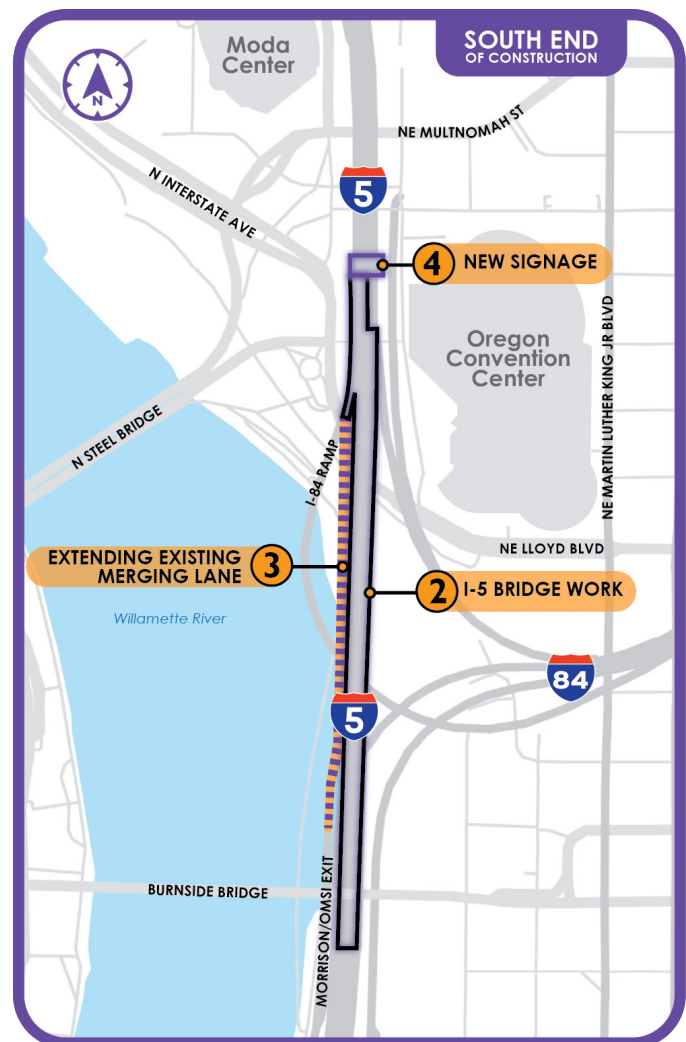 SOUTH END
OF CONSTRUCTION
Moda
Center
N
NE MULTNOMAH ST
N INTERSTATE AVE
5
4 NEW SIGNAGE
Oregon
Convention
Center
NE MARTIN LUTHER KING JR BLVD
N STEEL BRIDGE
I-84 RAMP
NE LLOYD BLVD
EXTENDING EXISTING
MERGING LANE 3
2 I-5 BRIDGE WORK
Willamette River
84
5
BURNSIDE BRIDGE
MORRISON/OMSI EXIT